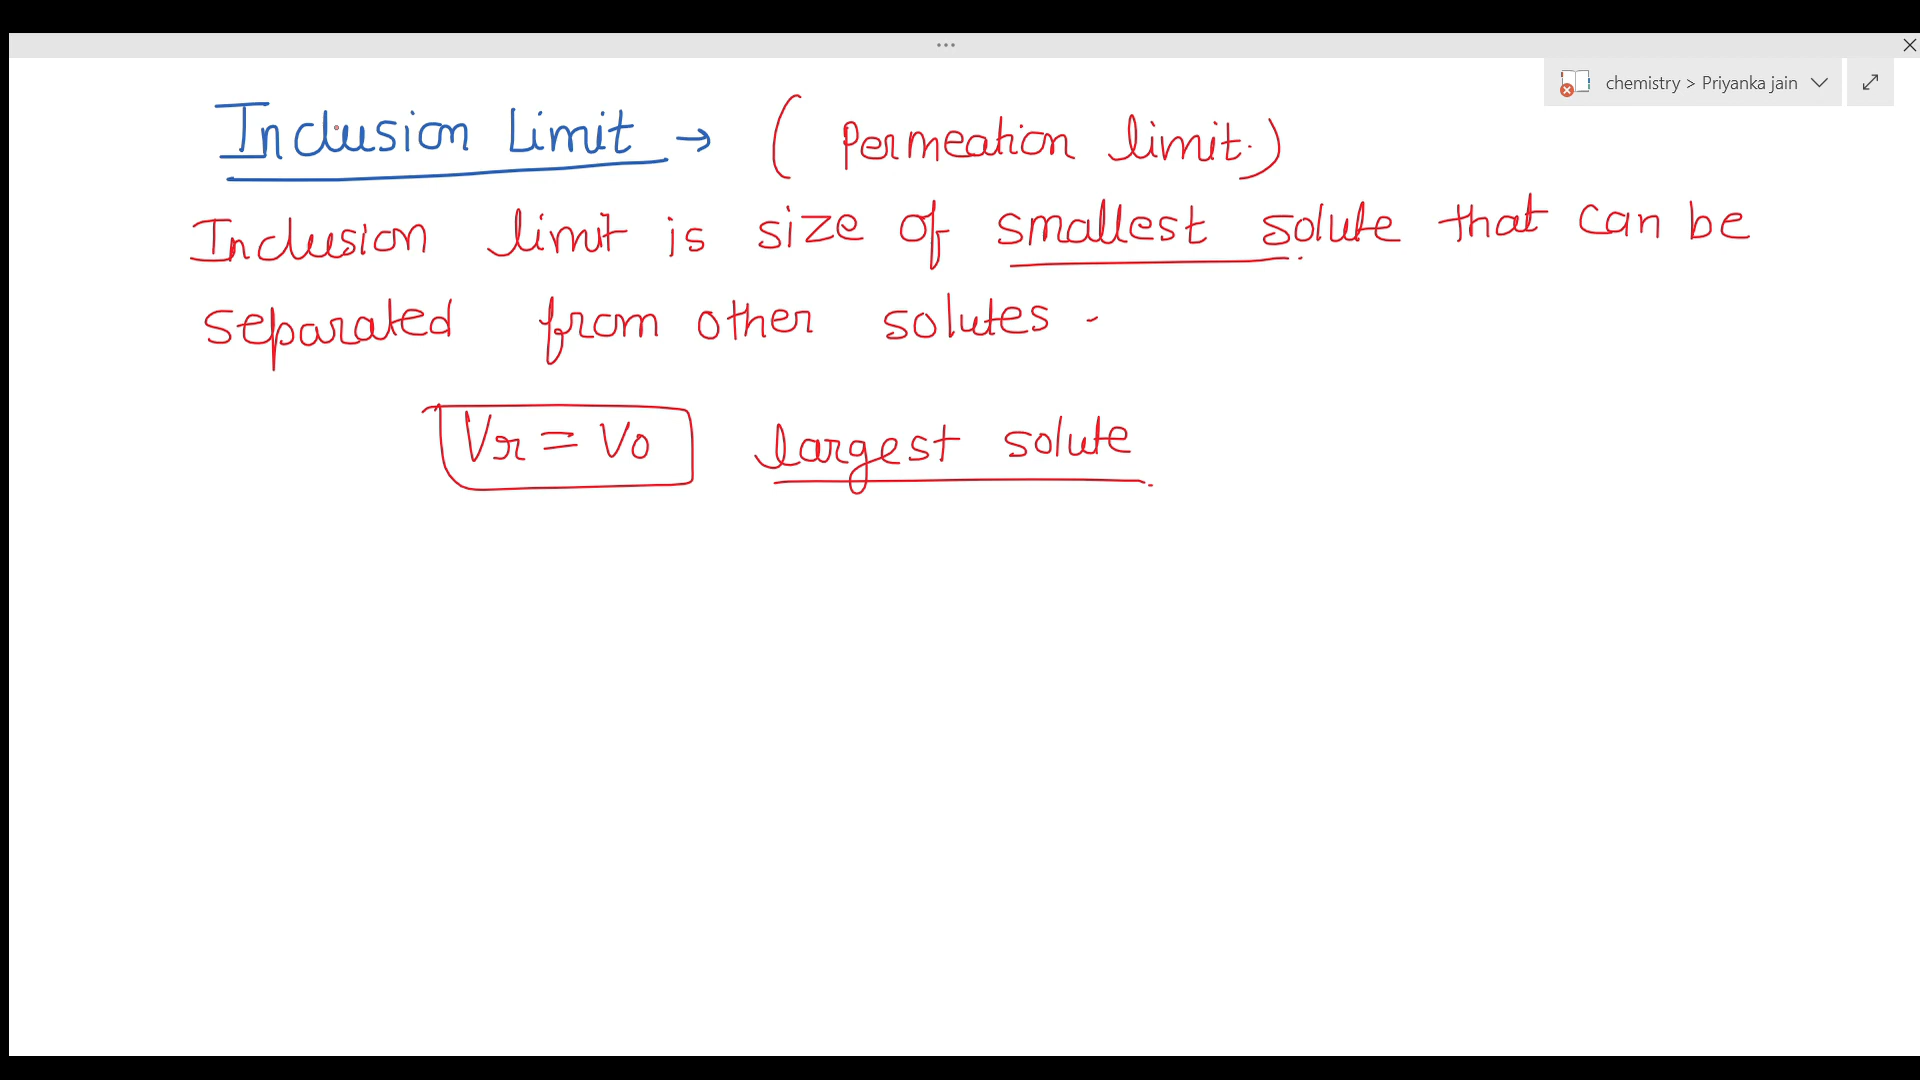 chemistry > Priyanka jain
Inclusion Limit → (Permeation limit.)
Inclusion limit is size of smallest solute that can be
separated from other solutes.
Vr = Vo largest solute.